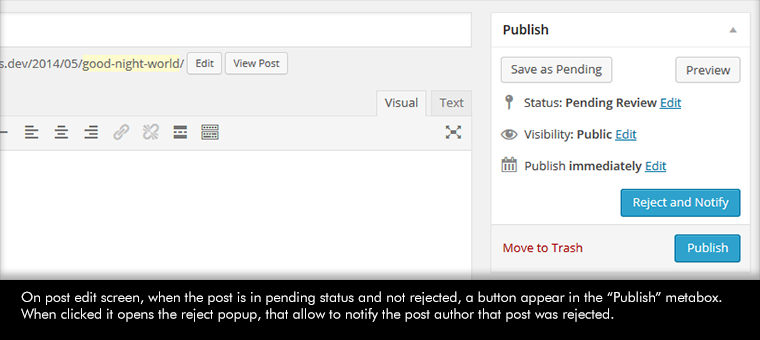 Publish
s.dev/2014/05/good-night-world/ Edit View Post
Save as Pending Preview
Visual Text
Status: Pending Review Edit
Visibility: Public Edit
Publish immediately Edit
Reject and Notify
Move to Trash Publish
On post edit screen, when the post is in pending status and not rejected, a button appear in the “Publish” metabox.
When clicked it opens the reject popup, that allow to notify the post author that post was rejected.